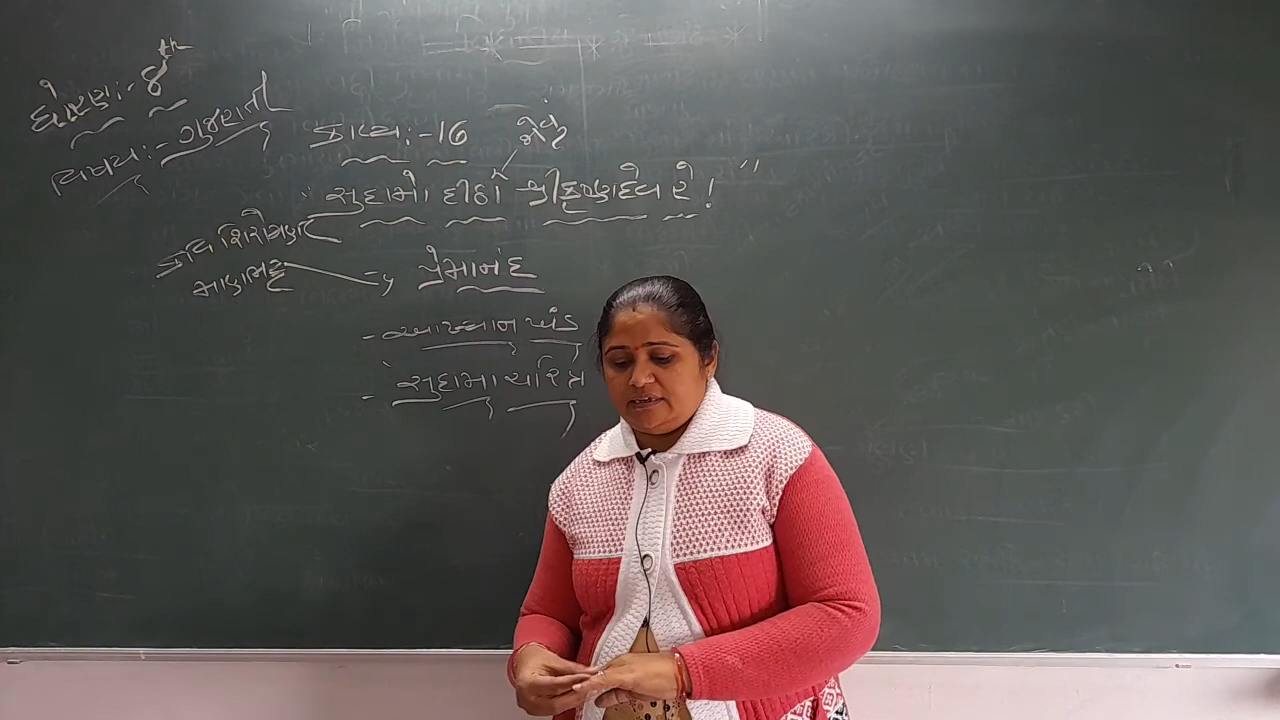 ધોરણ:- 8th
વિષય:- ગુજરાતી
કાવ્ય:-16
જોયું
" સુદામો દીઠા શ્રીકૃષ્ણદેવ રે ! "
કવિ શિરોમણી
માણભટ્ટ
પ્રેમાનંદ
- આખ્યાન ખંડ
- સુદામા ચરિત્ર